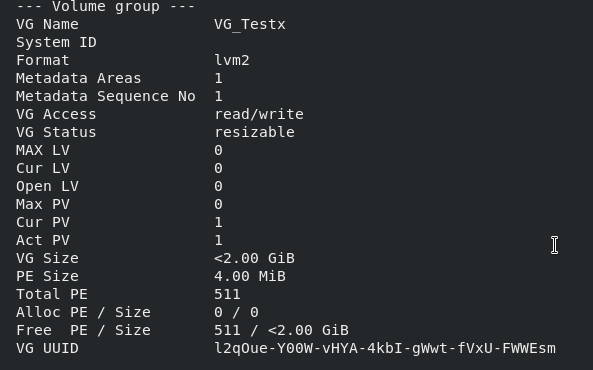 --- Volume group ---
VG Name               VG_Testx
System ID
Format                lvm2
Metadata Areas        1
Metadata Sequence No  1
VG Access             read/write
VG Status             resizable
MAX LV                0
Cur LV                0
Open LV               0
Max PV                0
Cur PV                1
Act PV                1
VG Size               <2.00 GiB
PE Size               4.00 MiB
Total PE              511
Alloc PE / Size       0 / 0
Free  PE / Size       511 / <2.00 GiB
VG UUID               l2qOue-Y00W-vHYA-4kbI-gWwt-fVxU-FWWEsm